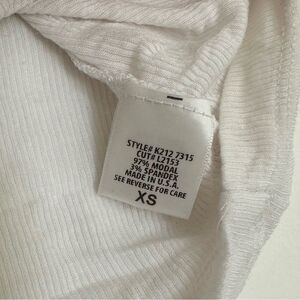 STYLE# K212 7315
CUT# L2153
97% MODAL
3% SPANDEX
MADE IN U.S.A.
SEE REVERSE FOR CARE
XS